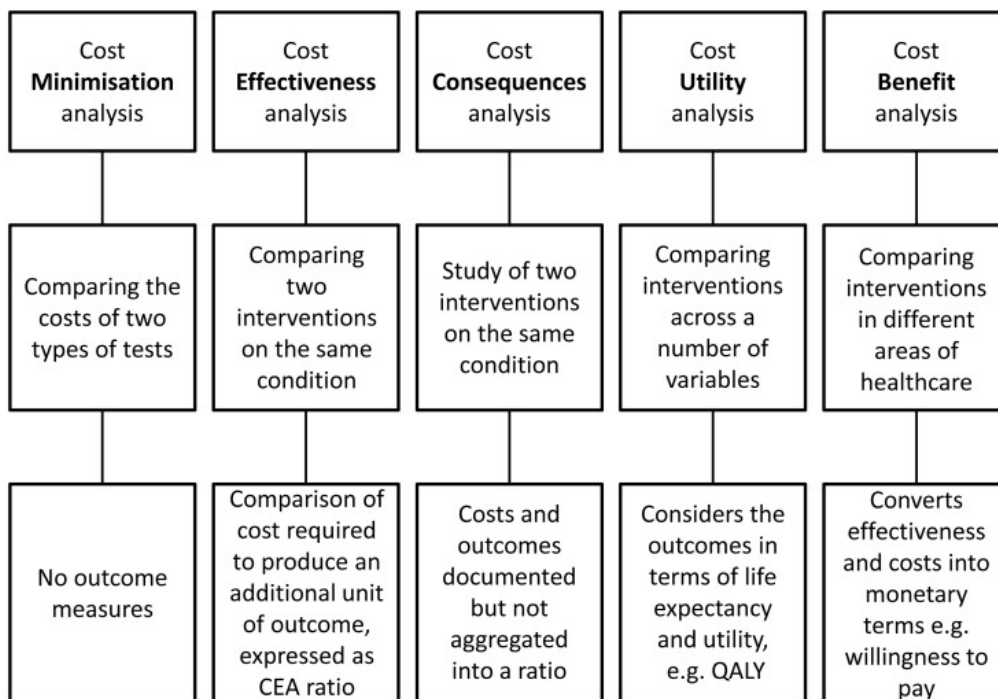 Cost
Minimisation
analysis
Cost
Effectiveness
analysis
Cost
Consequences
analysis
Cost
Utility
analysis
Cost
Benefit
analysis
Comparing the
costs of two
types of tests
Comparing
two
interventions
on the same
condition
Study of two
interventions
on the same
condition
Comparing
interventions
across a
number of
variables
Comparing
interventions
in different
areas of
healthcare
No outcome
measures
Comparison of
cost required
to produce an
additional unit
of outcome,
expressed as
CEA ratio
Costs and
outcomes
documented
but not
aggregated
into a ratio
Considers the
outcomes in
terms of life
expectancy
and utility,
e.g. QALY
Converts
effectiveness
and costs into
monetary
terms e.g.
willingness to
pay